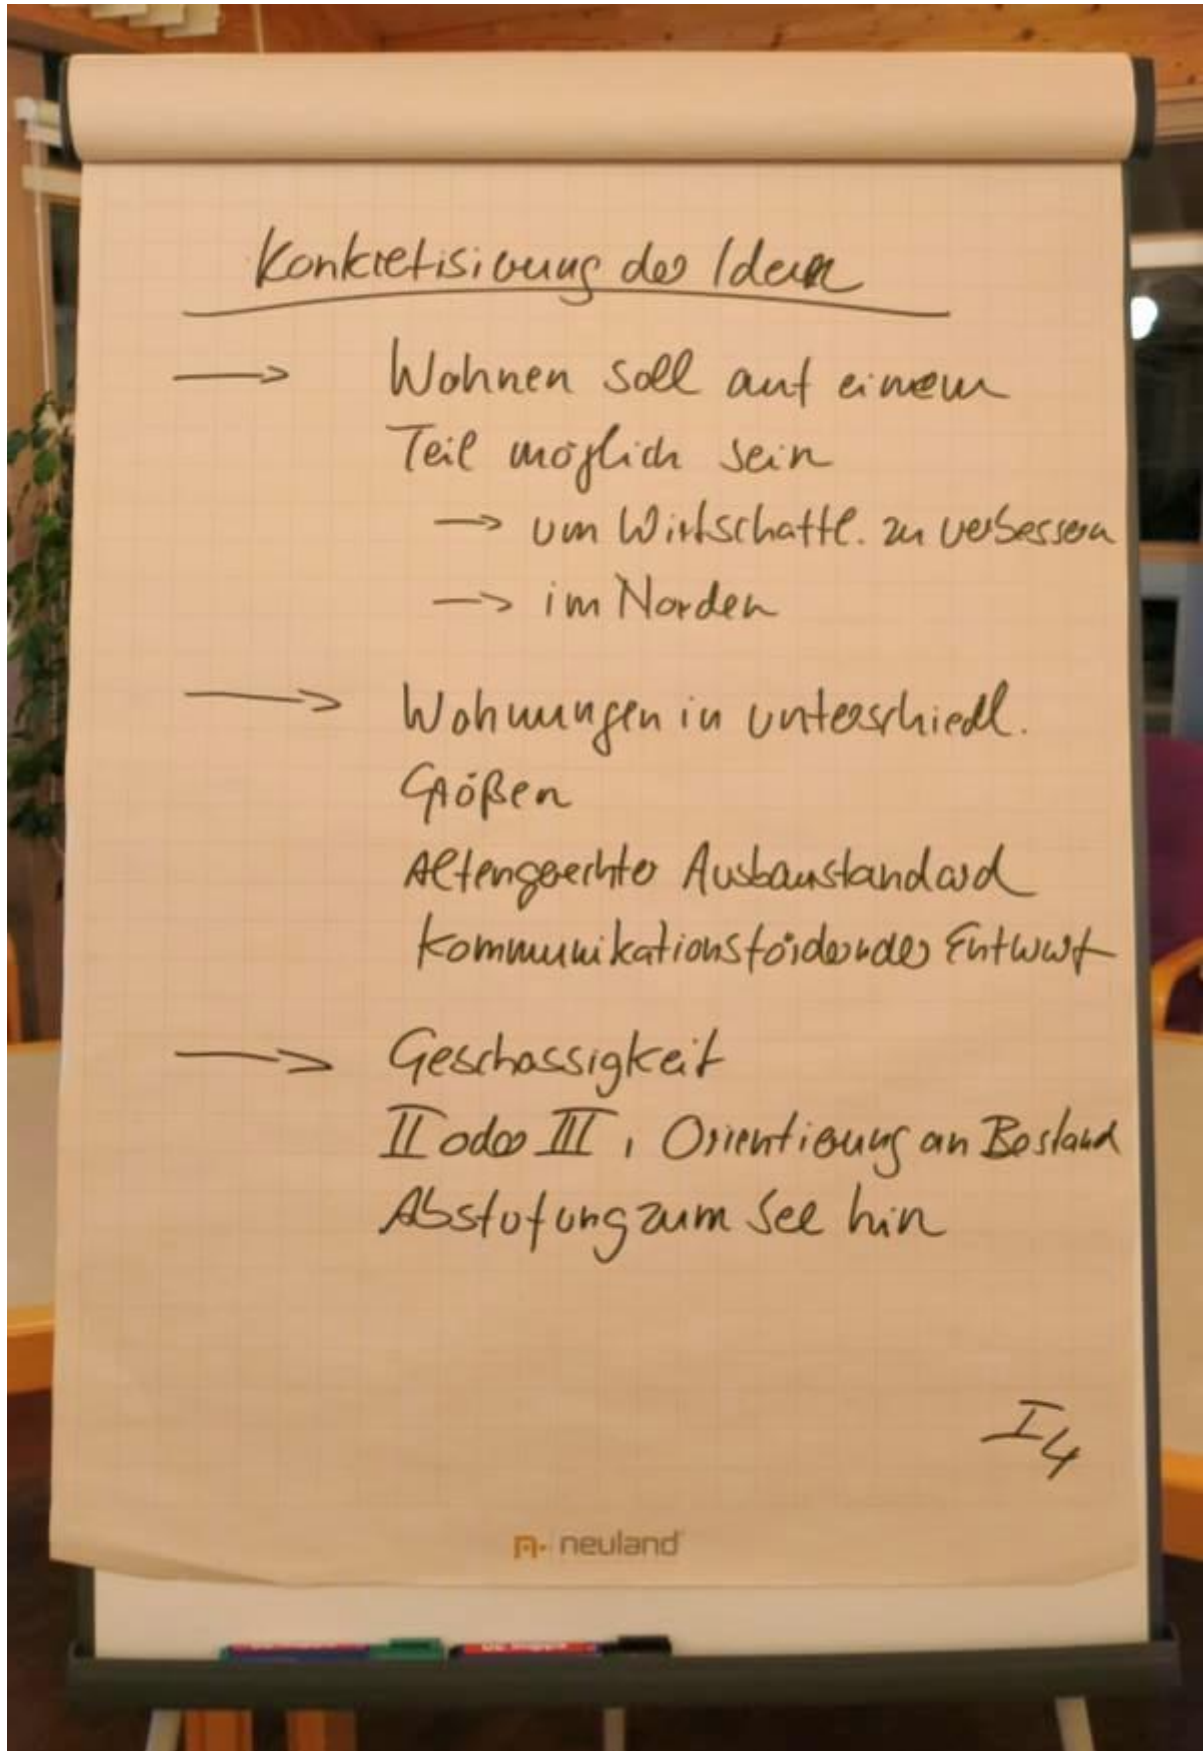 Konkretisierung der Ideen
→ Wohnen soll auf einem
Teil möglich sein
→ um Wirtschaftl. zu verbessern
→ im Norden
→ Wohnungen in unterschiedl.
Größen
Altengerechter Ausbaustandard
Kommunikationsfördernder Entwurf
→ Geschossigkeit
II oder III, Orientierung an Bestand
Abstufung zum See hin
I4
neuland